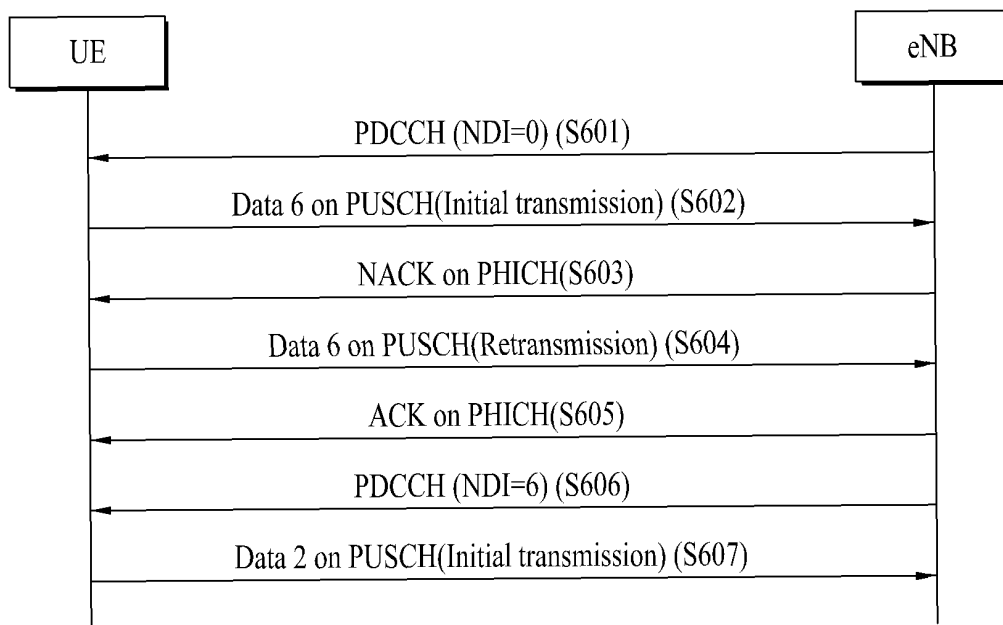 UE
eNB
PDCCH (NDI=0) (S601)
Data 6 on PUSCH(Initial transmission) (S602)
NACK on PHICH(S603)
Data 6 on PUSCH(Retransmission) (S604)
ACK on PHICH(S605)
PDCCH (NDI=6) (S606)
Data 2 on PUSCH(Initial transmission) (S607)